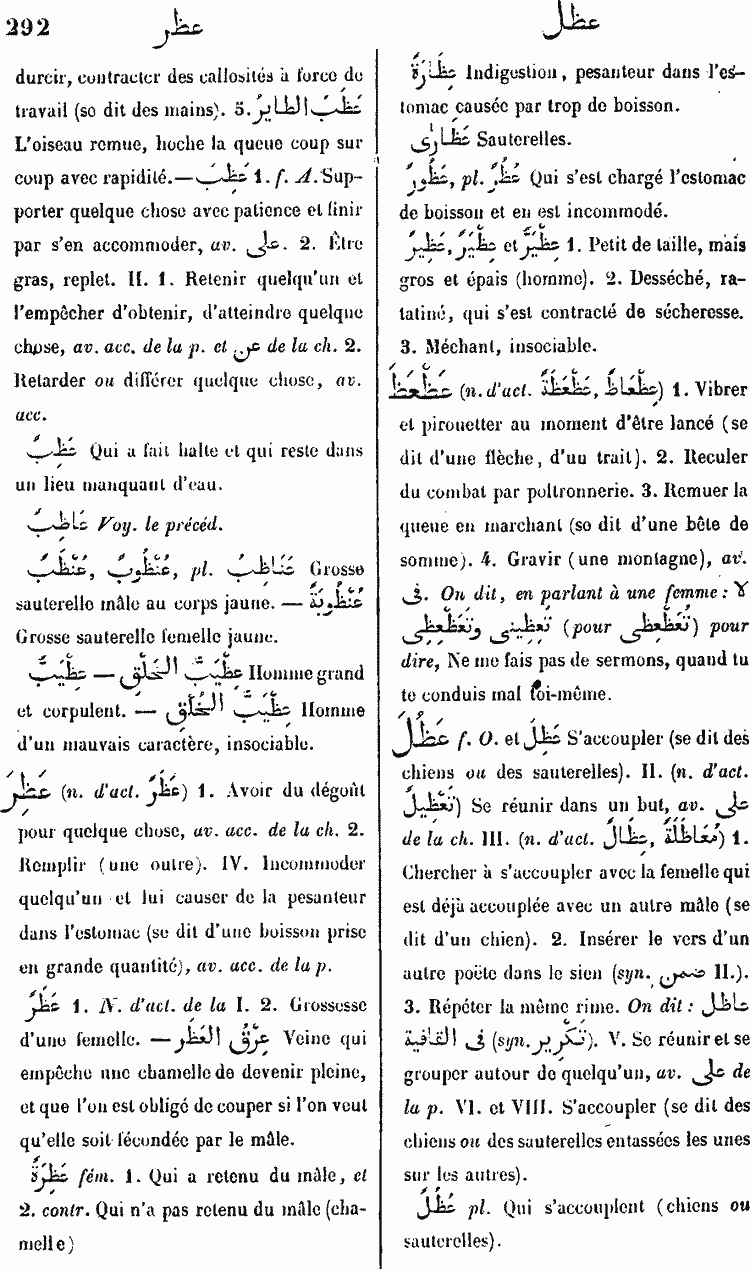 292
عظر
عظل
durcir, contracter des callosités à force de
travail (se dit des mains). 5. عَظَبَ الطَايرُ
L'oiseau remue, hoche la queue coup sur
coup avec rapidité. — عَظِبَ 1. f. A. Sup-
porter quelque chose avec patience et finir
par s'en accommoder, av. على. 2. Être
gras, replet. II. 1. Retenir quelqu'un et
l'empêcher d'obtenir, d'atteindre quelque
chose, av. acc. de la p. et عن de la ch. 2.
Retarder ou différer quelque chose, av.
acc.
عَظِبٌ Qui a fait halte et qui reste dans
un lieu manquant d'eau.
عَاظِبٌ Voy. le précéd.
عُنْظُبٌ, عُنْظُوبٌ, pl. عَنَاظِبُ Grosse
sauterelle mâle au corps jaune. — عُنْظُوبَةٌ
Grosse sauterelle femelle jaune.
عِظْيَبٌّ — عِظْيَبُّ الخَلْقِ Homme grand
et corpulent. — عِظْيَبُّ الخُلْقِ Homme
d'un mauvais caractère, insociable.
عَظِرَ (n. d'act. عَظَرٌ) 1. Avoir du dégoût
pour quelque chose, av. acc. de la ch. 2.
Remplir (une outre). IV. Incommoder
quelqu'un et lui causer de la pesanteur
dans l'estomac (se dit d'une boisson prise
en grande quantité), av. acc. de la p.
عَظَرٌ 1. N. d'act. de la I. 2. Grossesse
d'une femelle. — عِرْقُ العَظَرِ Veine qui
empêche une chamelle de devenir pleine,
et que l'on est obligé de couper si l'on veut
qu'elle soit fécondée par le mâle.
عَظِرَةٌ fém. 1. Qui a retenu du mâle, et
2. contr. Qui n'a pas retenu du mâle (cha-
melle)
عِظَارَةٌ Indigestion, pesanteur dans l'es-
tomac causée par trop de boisson.
عَظَارَى Sauterelles.
عَظُورٌ, pl. عُظُرٌ Qui s'est chargé l'estomac
de boisson et en est incommodé.
عِظْيَرٌ et عِظْيَرٌّ, عَظِيرٌ 1. Petit de taille, mais
gros et épais (homme). 2. Desséché, ra-
tatiné, qui s'est contracté de sécheresse.
3. Méchant, insociable.
عَظْعَظَ (n. d'act. عَظْعَظَةٌ, عِظْعَاظٌ) 1. Vibrer
et pirouetter au moment d'être lancé (se
dit d'une flèche, d'un trait). 2. Reculer
du combat par poltronnerie. 3. Remuer la
queue en marchant (se dit d'une bête de
somme). 4. Gravir (une montagne), av.
فى. On dit, en parlant à une femme : لا
تَعِظِينِى وتَعَظْعِظِى (pour تَعَظْعَظِى) pour
dire, Ne me fais pas de sermons, quand tu
te conduis mal toi-même.
عَظَلَ f. O. et عَظِلَ S'accoupler (se dit des
chiens ou des sauterelles). II. (n. d'act.
تَعْظِيلٌ) Se réunir dans un but, av. على
de la ch. III. (n. d'act. مُعَاظَلَةٌ, عِظَالٌ) 1.
Chercher à s'accoupler avec la femelle qui
est déjà accouplée avec un autre mâle (se
dit d'un chien). 2. Insérer le vers d'un
autre poëte dans le sien (syn. ضمن II.).
3. Répéter la même rime. On dit : عاظل
فى القافية (syn. تَكْرِير). V. Se réunir et se
grouper autour de quelqu'un, av. على de
la p. VI. et VIII. S'accoupler (se dit des
chiens ou des sauterelles entassées les unes
sur les autres).
عُظُلٌ pl. Qui s'accouplent (chiens ou
sauterelles).